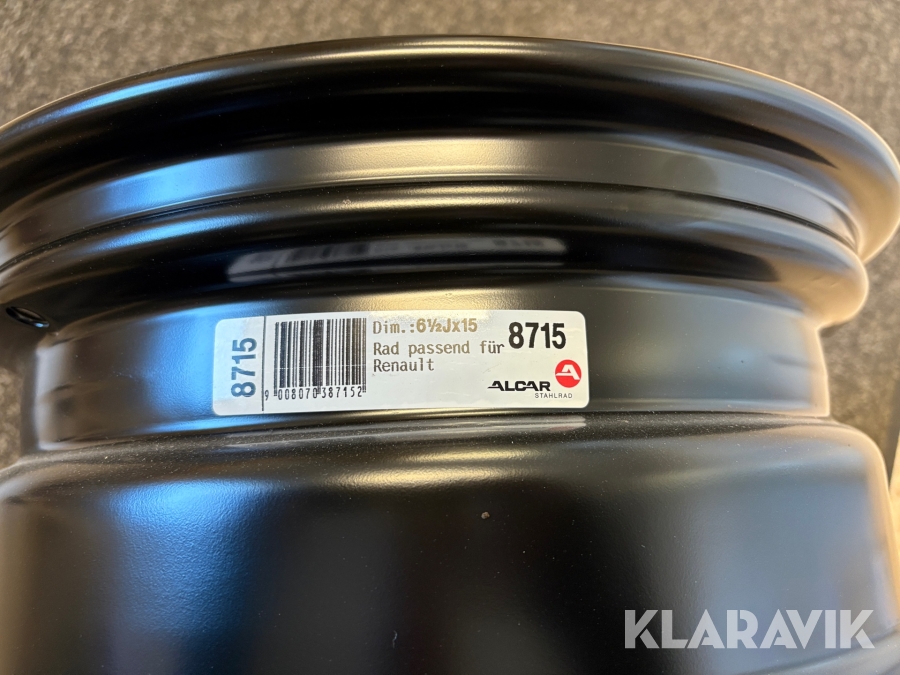 8715
9 008070 387152
Dim.:6½Jx15
Rad passend für
Renault
8715
ALCAR
STAHLRAD
KLARAVIK